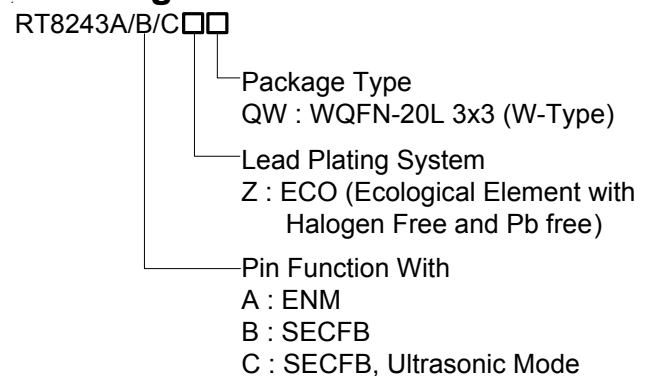 RT8243A/B/C□□
Package Type
QW : WQFN-20L 3x3 (W-Type)
Lead Plating System
Z : ECO (Ecological Element with
Halogen Free and Pb free)
Pin Function With
A : ENM
B : SECFB
C : SECFB, Ultrasonic Mode